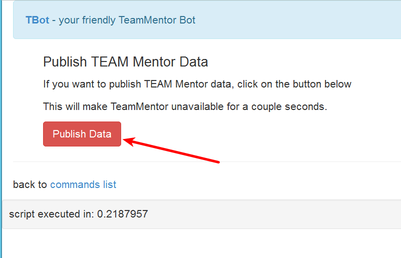 TBot - your friendly TeamMentor Bot
Publish TEAM Mentor Data
If you want to publish TEAM Mentor data, click on the button below
This will make TeamMentor unavailable for a couple seconds.
Publish Data
back to commands list
script executed in: 0.2187957